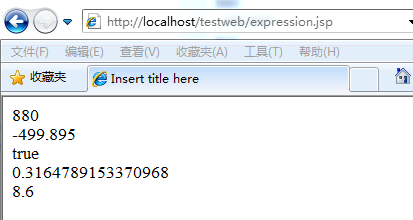 http://localhost/testweb/expression.jsp
文件(F) 编辑(E) 查看(V) 收藏夹(A) 工具(T) 帮助(H)
收藏夹 Insert title here
880
-499.895
true
0.3164789153370968
8.6